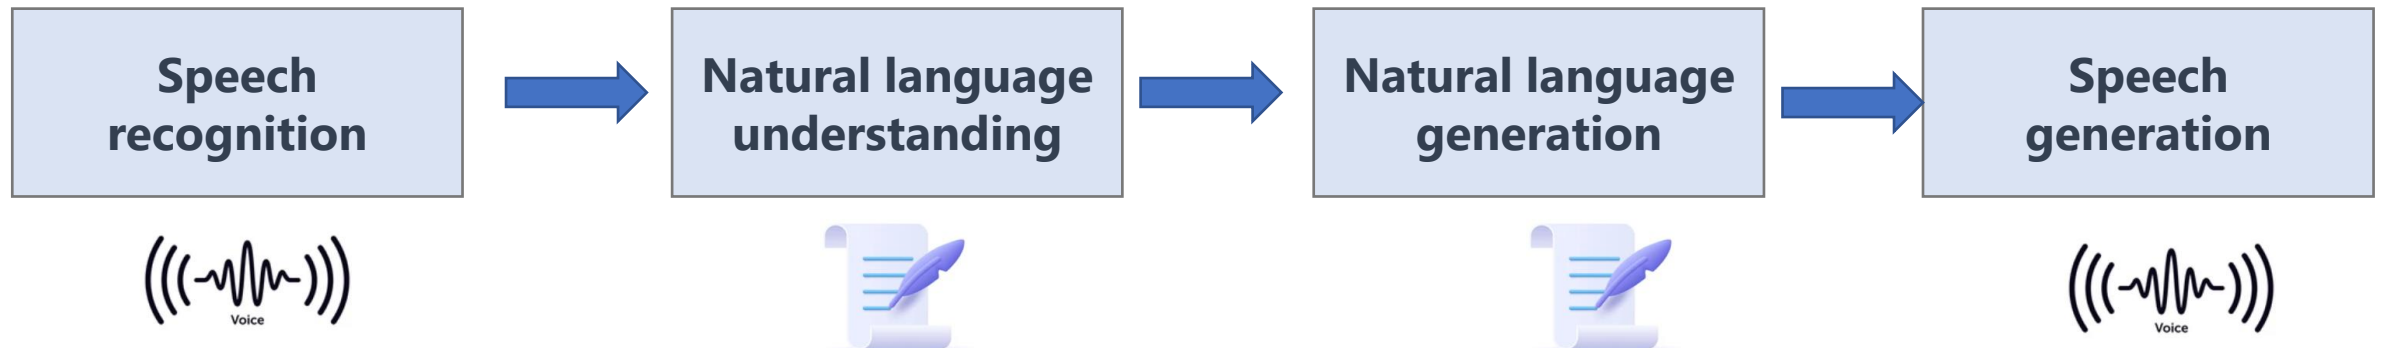 Speech
recognition
Natural language
understanding
Natural language
generation
Speech
generation
Voice
Voice